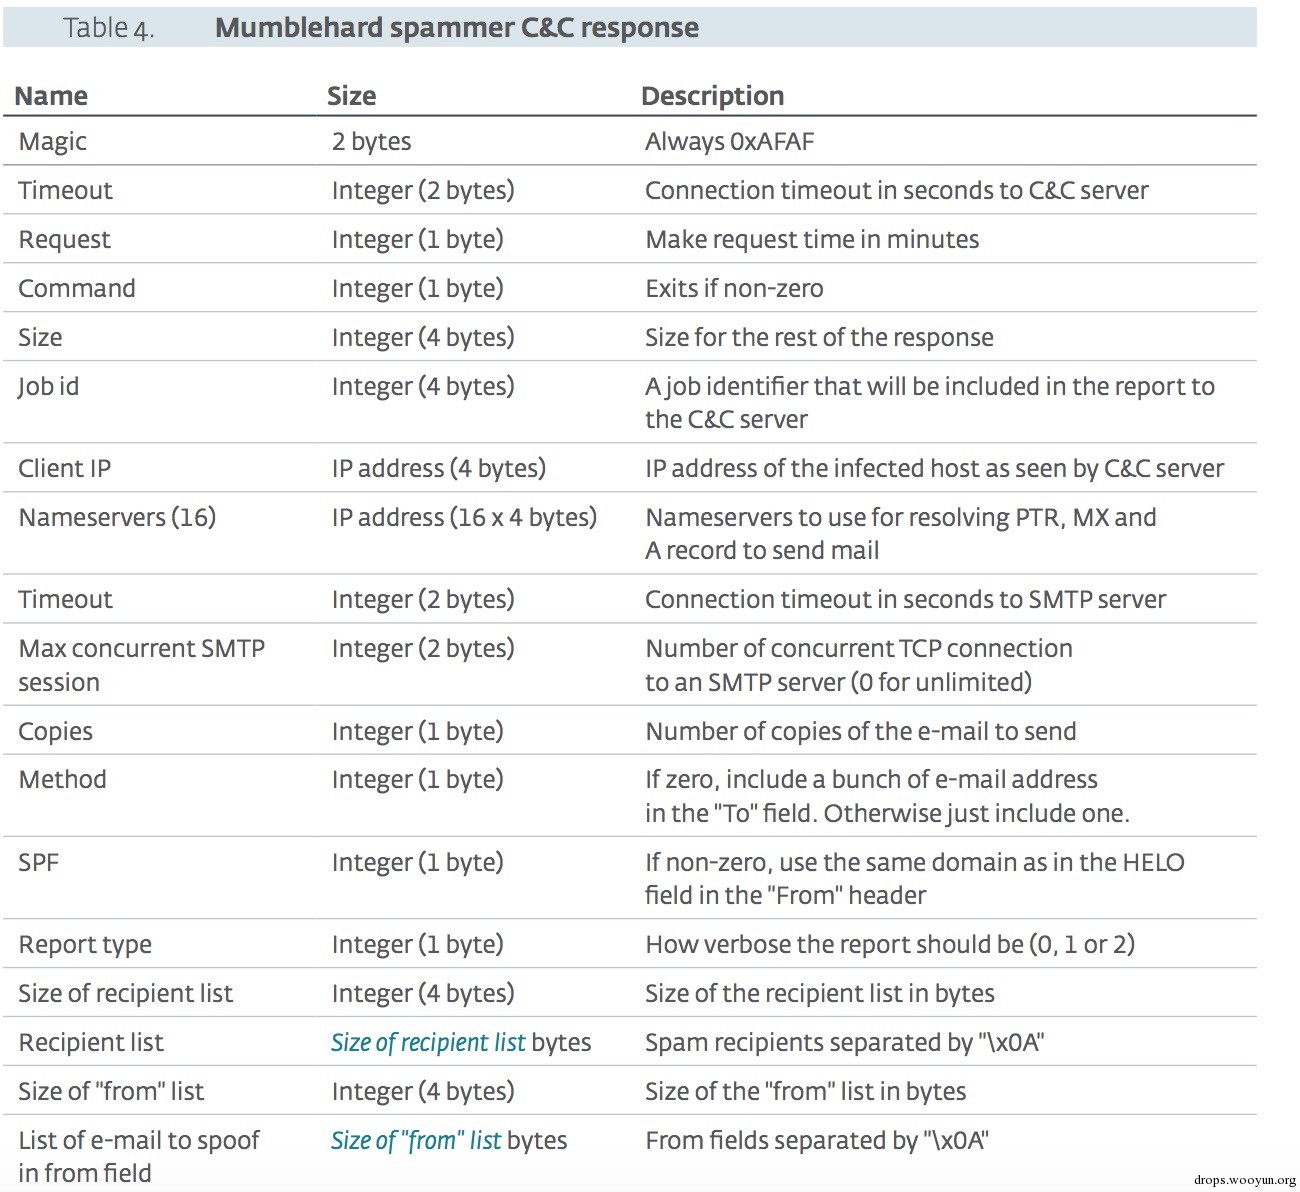 Table 4. Mumblehard spammer C&C response
Name Size Description
Magic 2 bytes Always 0xAFAF
Timeout Integer (2 bytes) Connection timeout in seconds to C&C server
Request Integer (1 byte) Make request time in minutes
Command Integer (1 byte) Exits if non-zero
Size Integer (4 bytes) Size for the rest of the response
Job id Integer (4 bytes) A job identifier that will be included in the report to
the C&C server
Client IP IP address (4 bytes) IP address of the infected host as seen by C&C server
Nameservers (16) IP address (16 x 4 bytes) Nameservers to use for resolving PTR, MX and
A record to send mail
Timeout Integer (2 bytes) Connection timeout in seconds to SMTP server
Max concurrent SMTP Integer (2 bytes) Number of concurrent TCP connection
session to an SMTP server (0 for unlimited)
Copies Integer (1 byte) Number of copies of the e-mail to send
Method Integer (1 byte) If zero, include a bunch of e-mail address
in the "To" field. Otherwise just include one.
SPF Integer (1 byte) If non-zero, use the same domain as in the HELO
field in the "From" header
Report type Integer (1 byte) How verbose the report should be (0, 1 or 2)
Size of recipient list Integer (4 bytes) Size of the recipient list in bytes
Recipient list Size of recipient list bytes Spam recipients separated by "\x0A"
Size of "from" list Integer (4 bytes) Size of the "from" list in bytes
List of e-mail to spoof Size of "from" list bytes From fields separated by "\x0A"
in from field
drops.wooyun.org